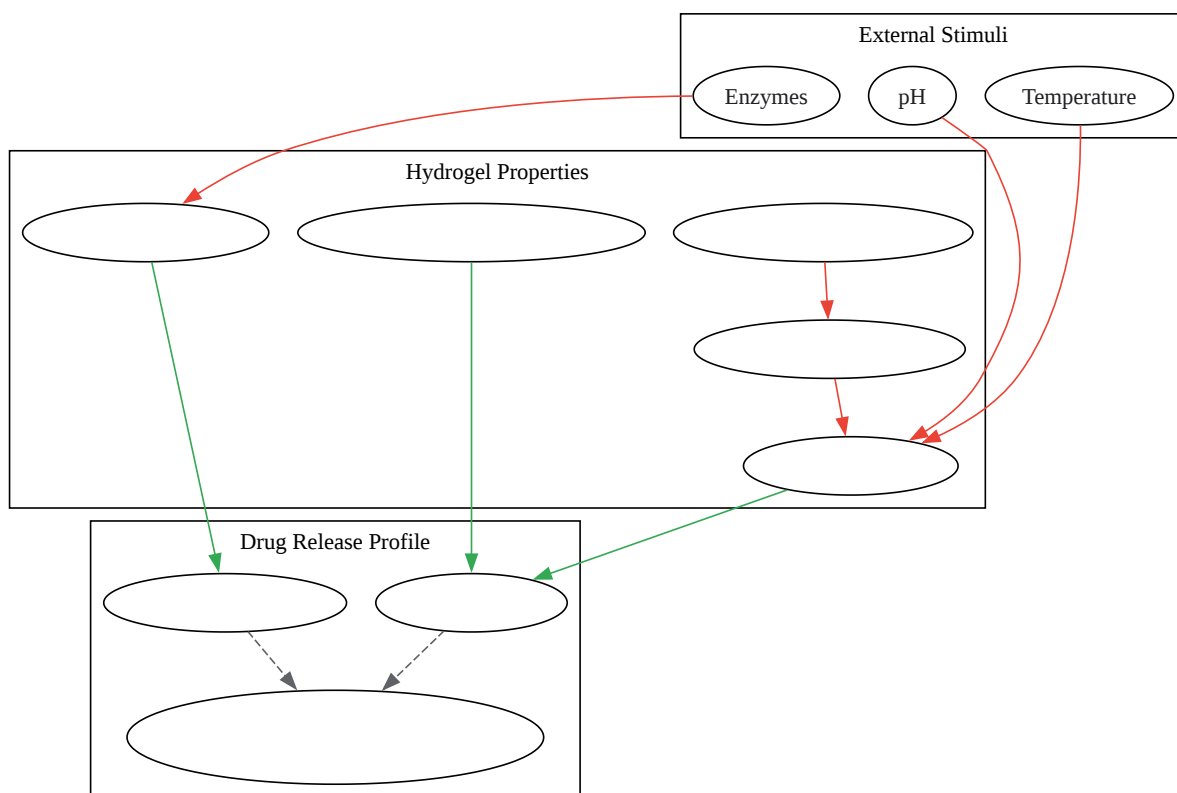 External Stimuli
Enzymes
pH
Temperature
Hydrogel Properties
Drug Release Profile